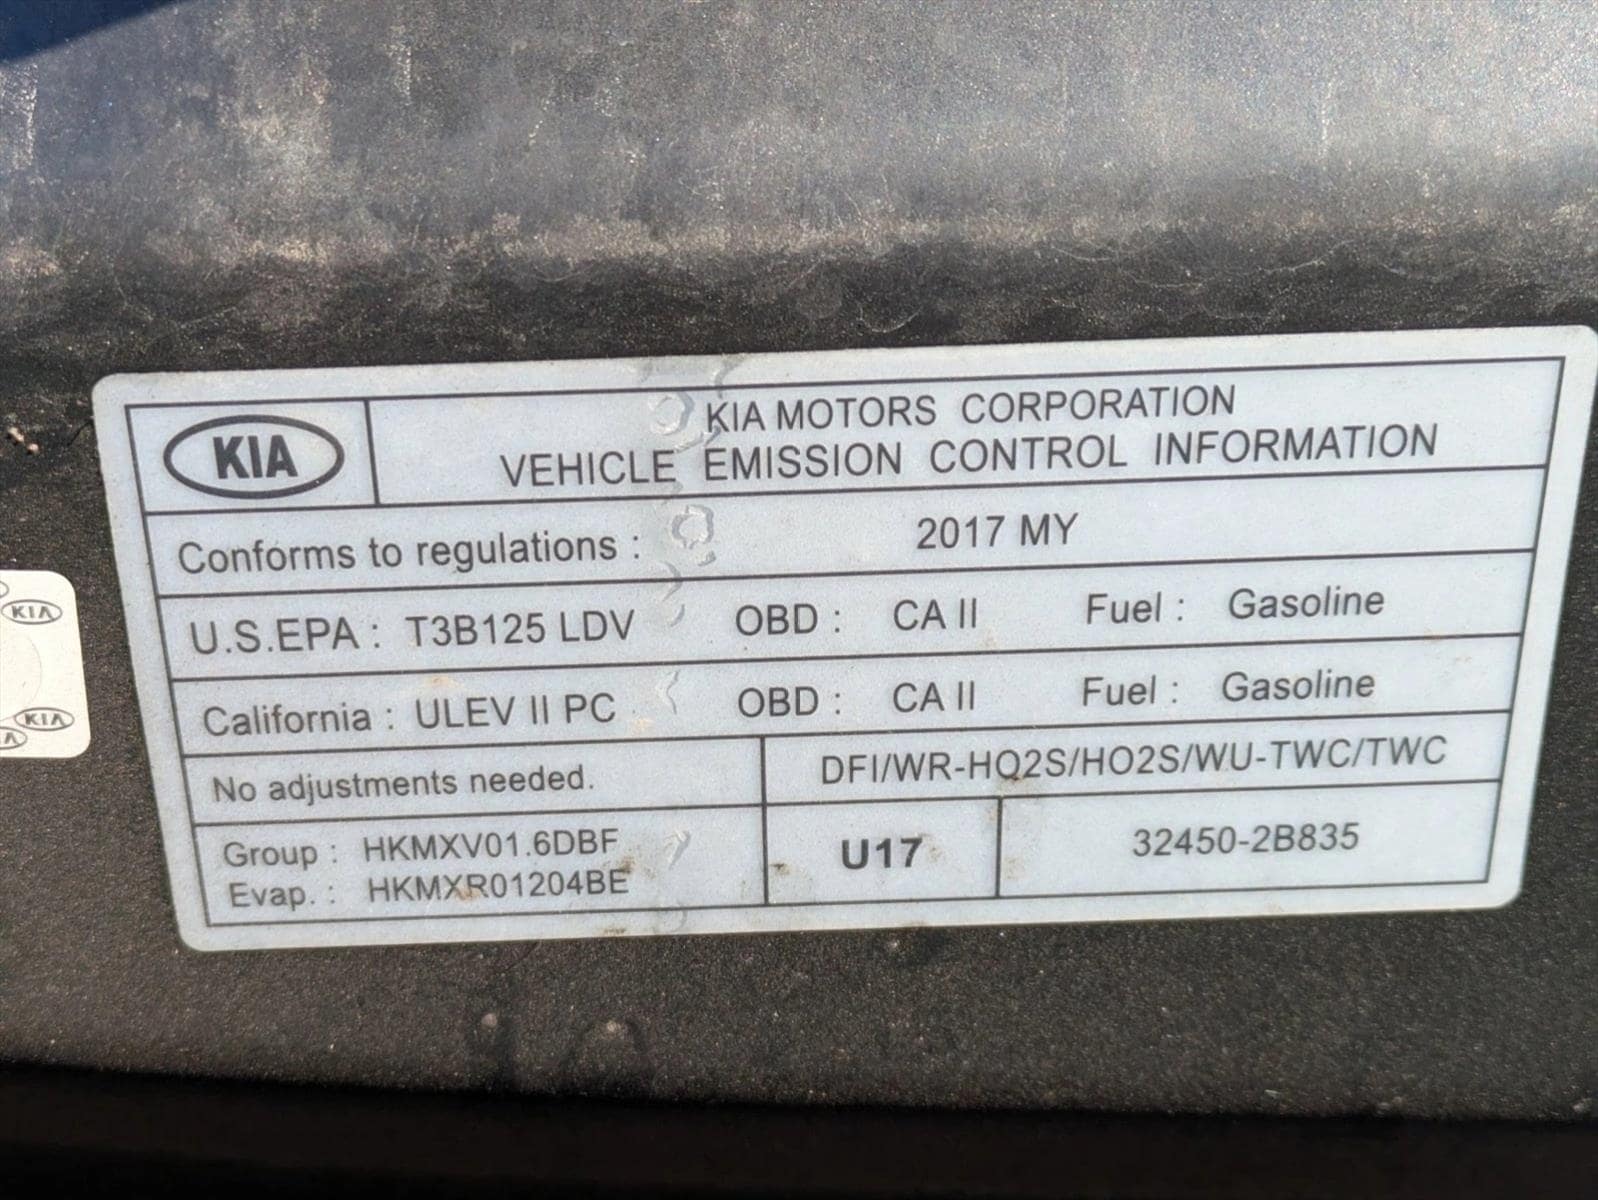 KIA
KIA MOTORS CORPORATION
VEHICLE EMISSION CONTROL INFORMATION
Conforms to regulations : 2017 MY
U.S.EPA : T3B125 LDV OBD : CA II Fuel : Gasoline
California : ULEV II PC OBD : CA II Fuel : Gasoline
No adjustments needed. DFI/WR-HO2S/HO2S/WU-TWC/TWC
Group : HKMXV01.6DBF
Evap. : HKMXR01204BE
U17 32450-2B835
KIA
KIA